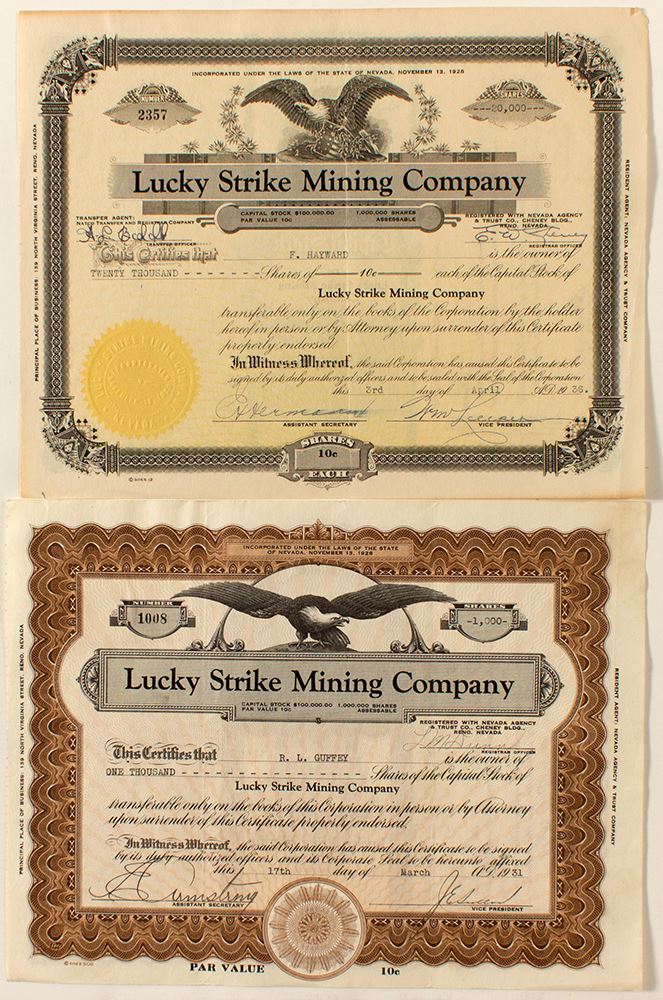 INCORPORATED UNDER THE LAWS OF THE STATE OF NEVADA, NOVEMBER 13, 1928
NUMBER
2357
SHARES
---20,000---
Lucky Strike Mining Company
CAPITAL STOCK $100,000.00 1,000,000 SHARES
PAR VALUE 10¢ ASSESSABLE
TRANSFER AGENT:
NATCO TRANSFER AND REGISTRAR COMPANY
TRANSFER OFFICER
REGISTERED WITH NEVADA AGENCY
& TRUST CO., CHENEY BLDG.,
RENO, NEVADA
REGISTRAR OFFICER
This Certifies that F. HAYWARD is the owner of
TWENTY THOUSAND - - - - - - - - Shares of 10c each of the Capital Stock of
Lucky Strike Mining Company
transferable only on the books of the Corporation by the holder
hereof in person or by Attorney upon surrender of this Certificate
properly endorsed.
In Witness Whereof, the said Corporation has caused this Certificate to be
signed by its duly authorized officers and to be sealed with the Seal of the Corporation
this 3rd day of April A.D. 1936.
ASSISTANT SECRETARY
VICE PRESIDENT
SHARES
10c
EACH
PRINCIPAL PLACE OF BUSINESS: 139 NORTH VIRGINIA STREET, RENO, NEVADA
RESIDENT AGENT: NEVADA AGENCY & TRUST COMPANY
INCORPORATED UNDER THE LAWS OF THE STATE
OF NEVADA, NOVEMBER 13, 1928
NUMBER
1008
SHARES
-1,000-
Lucky Strike Mining Company
CAPITAL STOCK $100,000.00 1,000,000 SHARES
PAR VALUE 10¢ ASSESSABLE
REGISTERED WITH NEVADA AGENCY
& TRUST CO., CHENEY BLDG.,
RENO, NEVADA
REGISTRAR OFFICER
This Certifies that R. L. GUFFEY is the owner of
ONE THOUSAND - - - - - - - - - - - - - - - Shares of the Capital Stock of
Lucky Strike Mining Company
transferable only on the books of this Corporation in person or by Attorney
upon surrender of this Certificate properly endorsed.
In Witness Whereof, the said Corporation has caused this Certificate to be signed
by its duly authorized officers and its Corporate Seal to be hereunto affixed
this 17th day of March A.D. 1931
Armstrong
ASSISTANT SECRETARY
VICE PRESIDENT
PAR VALUE 10c
PRINCIPAL PLACE OF BUSINESS: 139 NORTH VIRGINIA STREET, RENO, NEVADA
RESIDENT AGENT: NEVADA AGENCY & TRUST COMPANY